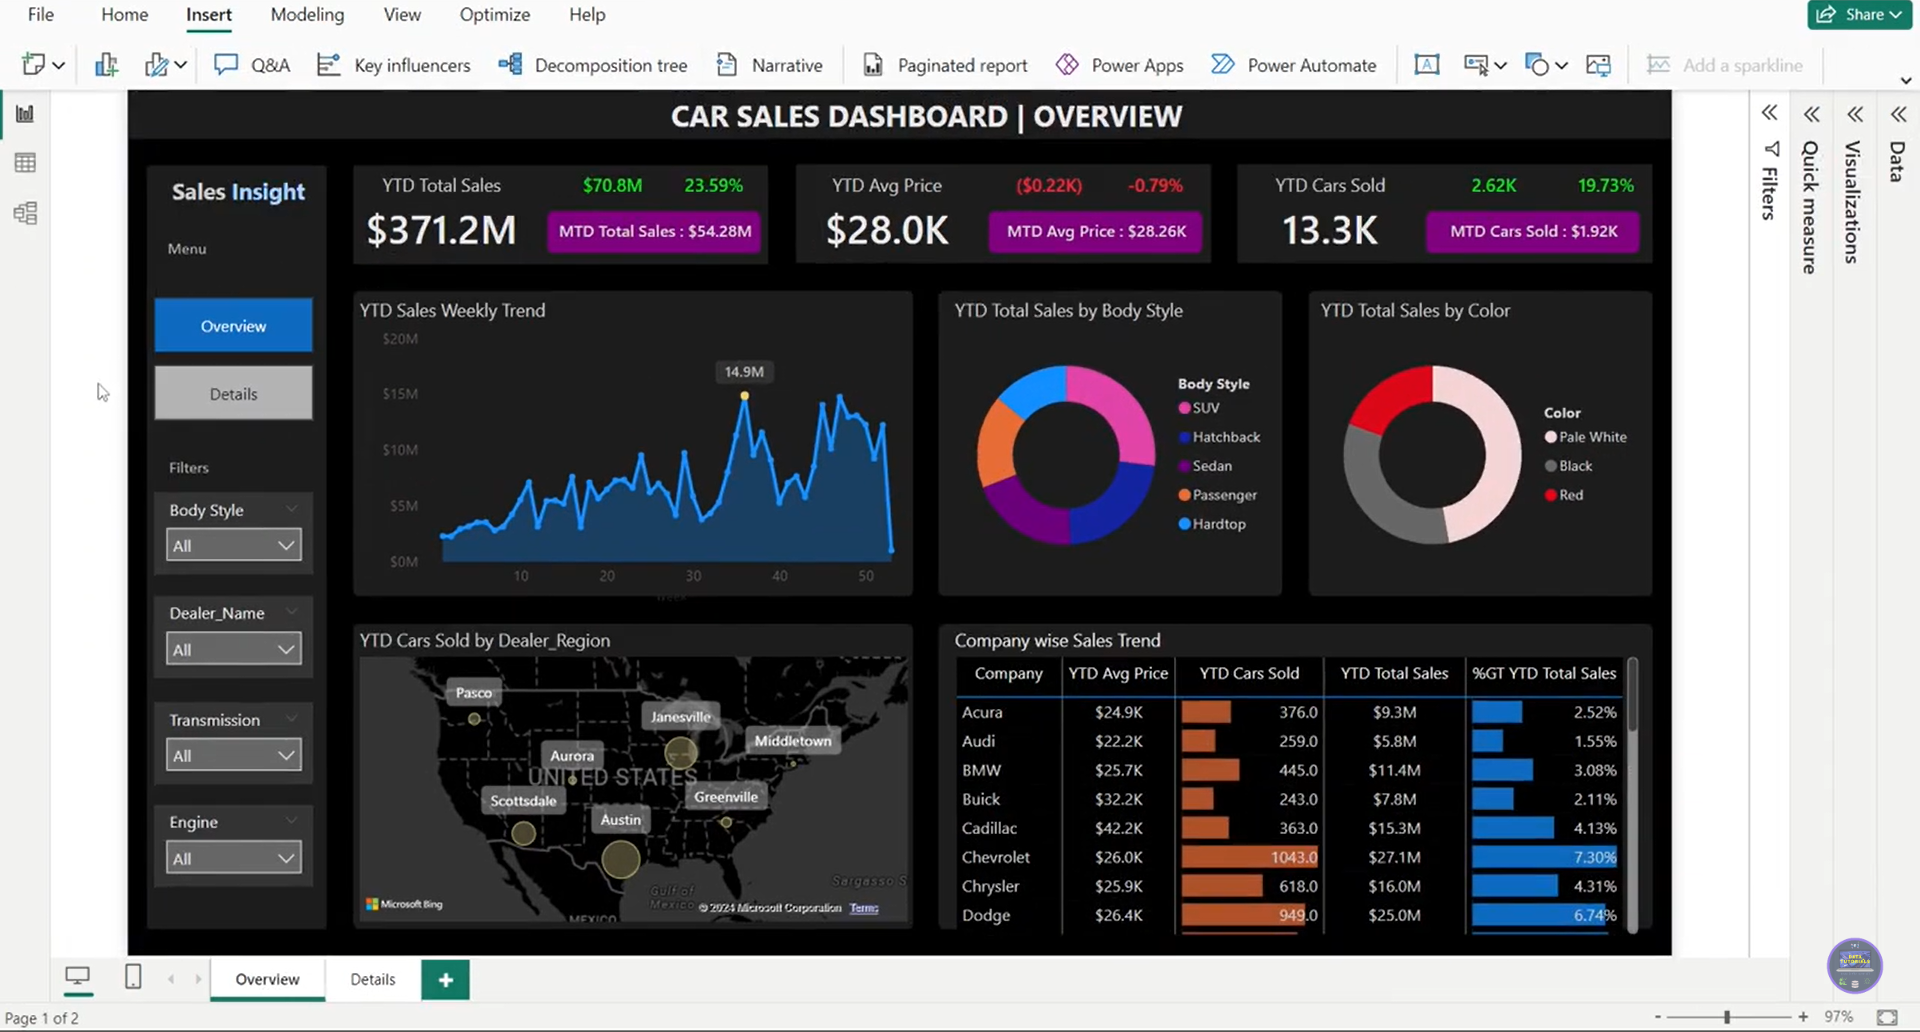 File Home Insert Modeling View Optimize Help Share
Q&A Key influencers Decomposition tree Narrative Paginated report Power Apps Power Automate Add a sparkline
CAR SALES DASHBOARD | OVERVIEW
Filters
Quick measure
Visualizations
Data
Sales Insight
Menu
Overview
Details
Filters
Body Style
All
Dealer_Name
All
Transmission
All
Engine
All
YTD Total Sales $70.8M 23.59%
$371.2M MTD Total Sales : $54.28M
YTD Avg Price ($0.22K) -0.79%
$28.0K MTD Avg Price : $28.26K
YTD Cars Sold 2.62K 19.73%
13.3K MTD Cars Sold : $1.92K
YTD Sales Weekly Trend
$20M
$15M
$10M
$5M
$0M
14.9M
10 20 30 40 50
Week
YTD Total Sales by Body Style
Body Style
SUV
Hatchback
Sedan
Passenger
Hardtop
YTD Total Sales by Color
Color
Pale White
Black
Red
YTD Cars Sold by Dealer_Region
Pasco
Janesville
Middletown
Aurora
UNITED STATES
Scottsdale
Greenville
Austin
Gulf of
Mexico
Sargasso S
MEXICO
Microsoft Bing
© 2024 Microsoft Corporation Terms
Company wise Sales Trend
Company YTD Avg Price YTD Cars Sold YTD Total Sales %GT YTD Total Sales
Acura $24.9K 376.0 $9.3M 2.52%
Audi $22.2K 259.0 $5.8M 1.55%
BMW $25.7K 445.0 $11.4M 3.08%
Buick $32.2K 243.0 $7.8M 2.11%
Cadillac $42.2K 363.0 $15.3M 4.13%
Chevrolet $26.0K 1043.0 $27.1M 7.30%
Chrysler $25.9K 618.0 $16.0M 4.31%
Dodge $26.4K 949.0 $25.0M 6.74%
Overview Details +
Page 1 of 2
- + 97%